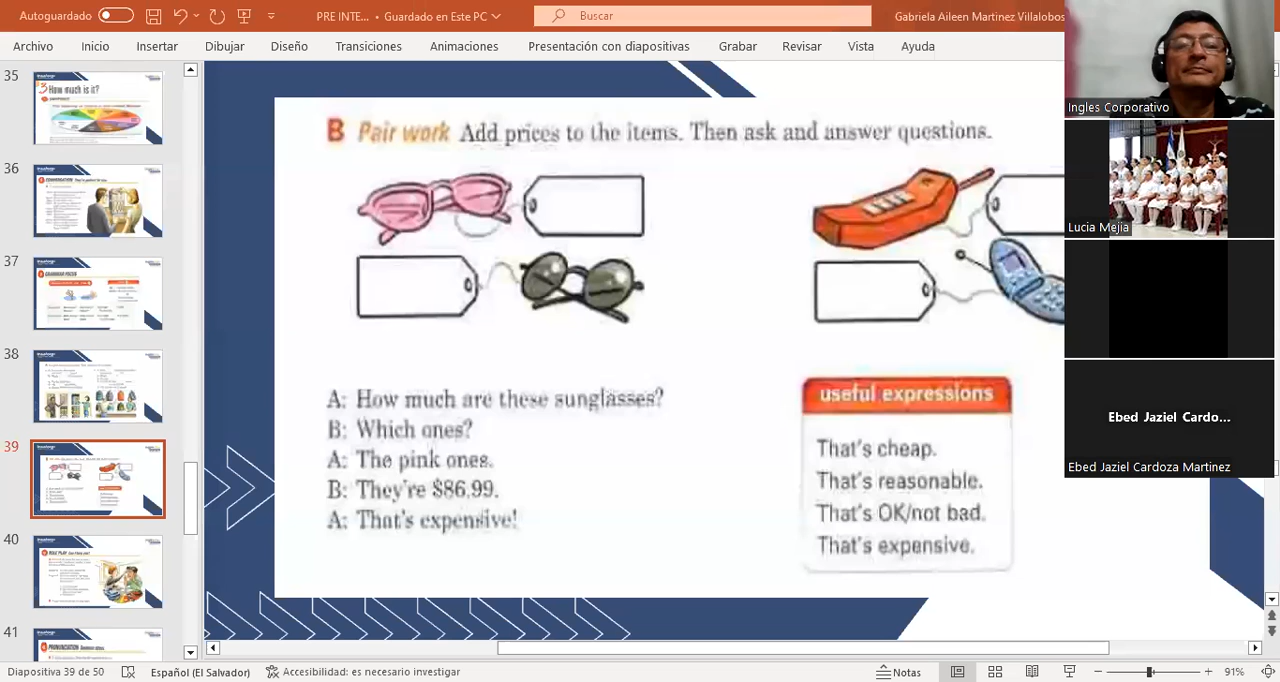 Autoguardado
PRE INTE... • Guardado en Este PC
Buscar
Gabriela Aileen Martinez Villalobos
Archivo
Inicio
Insertar
Dibujar
Diseño
Transiciones
Animaciones
Presentación con diapositivas
Grabar
Revisar
Vista
Ayuda
35
How much is it?
36
37
38
39
40
41
B Pair work Add prices to the items. Then ask and answer questions.
A: How much are these sunglasses?
B: Which ones?
A: The pink ones.
B: They're $86.99.
A: That's expensive!
useful expressions
That's cheap.
That's reasonable.
That's OK/not bad.
That's expensive.
Ingles Corporativo
Lucia Mejia
Ebed Jaziel Cardo...
Ebed Jaziel Cardoza Martinez
Diapositiva 39 de 50
Español (El Salvador)
Accesibilidad: es necesario investigar
Notas
91%